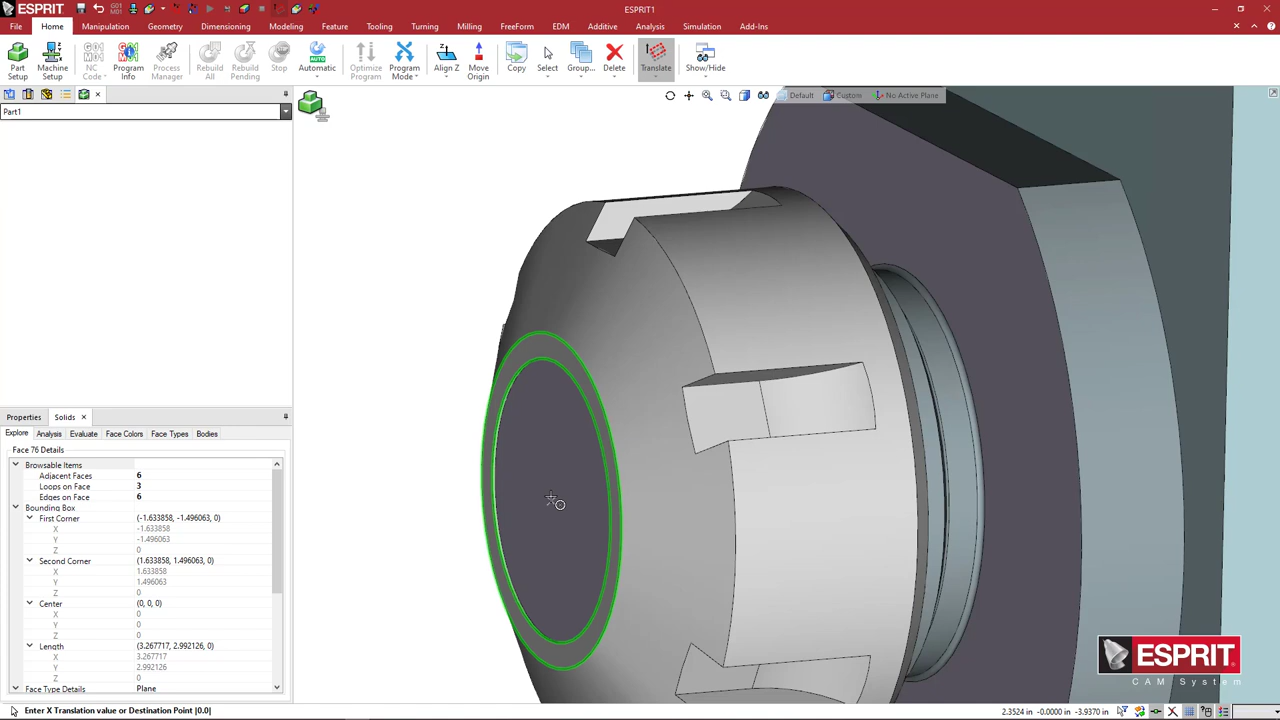 ESPRIT
ESPRIT1
File Home Manipulation Geometry Dimensioning Modeling Feature Tooling Turning Milling FreeForm EDM Additive Analysis Simulation Add-Ins
Part Setup
Machine Setup
G01 M01 NC Code
G01 M01 Program Info
Process Manager
Rebuild All
Rebuild Pending
Stop
AUTO Automatic
Optimize Program
Program Mode
Align Z
Move Origin
Copy
Select
Group...
Delete
Translate
Show/Hide
Default Custom No Active Plane
Part1
Properties Solids
Explore Analysis Evaluate Face Colors Face Types Bodies
Face 76 Details
Browsable Items
Adjacent Faces 6
Loops on Face 3
Edges on Face 6
Bounding Box
First Corner (-1.633858, -1.496063, 0)
X -1.633858
Y -1.496063
Z 0
Second Corner (1.633858, 1.496063, 0)
X 1.633858
Y 1.496063
Z 0
Center (0, 0, 0)
X 0
Y 0
Z 0
Length (3.267717, 2.992126, 0)
X 3.267717
Y 2.992126
Z 0
Face Type Details Plane
ESPRIT
CAM System
Enter X Translation value or Destination Point |0.0|
2.3524 in -0.0000 in -3.9370 in